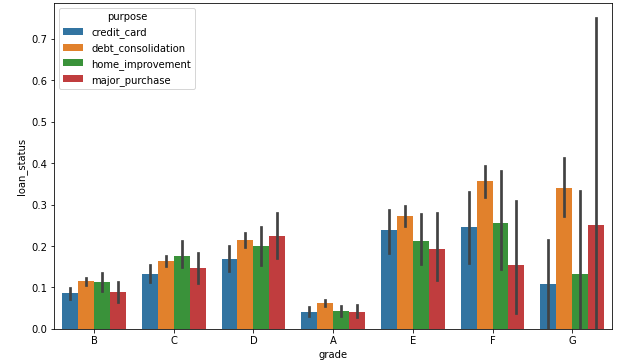 purpose
credit_card
debt_consolidation
home_improvement
major_purchase
loan_status
0.7
0.6
0.5
0.4
0.3
0.2
0.1
0.0
B C D A E F G
grade